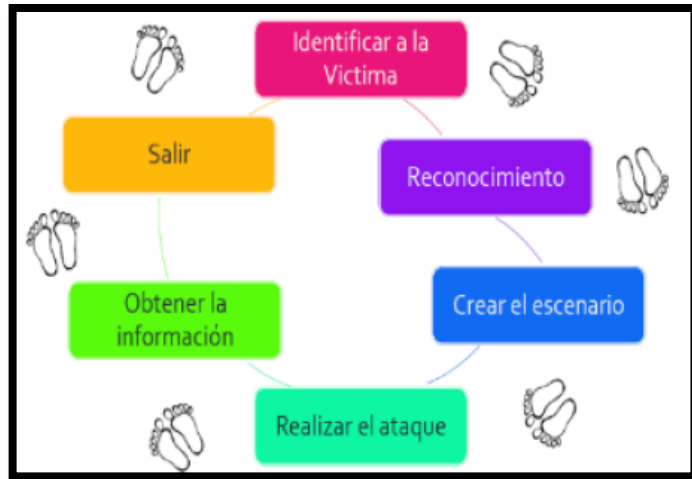 Identificar a la
Victima
Reconocimiento
Crear el escenario
Realizar el ataque
Obtener la
información
Salir